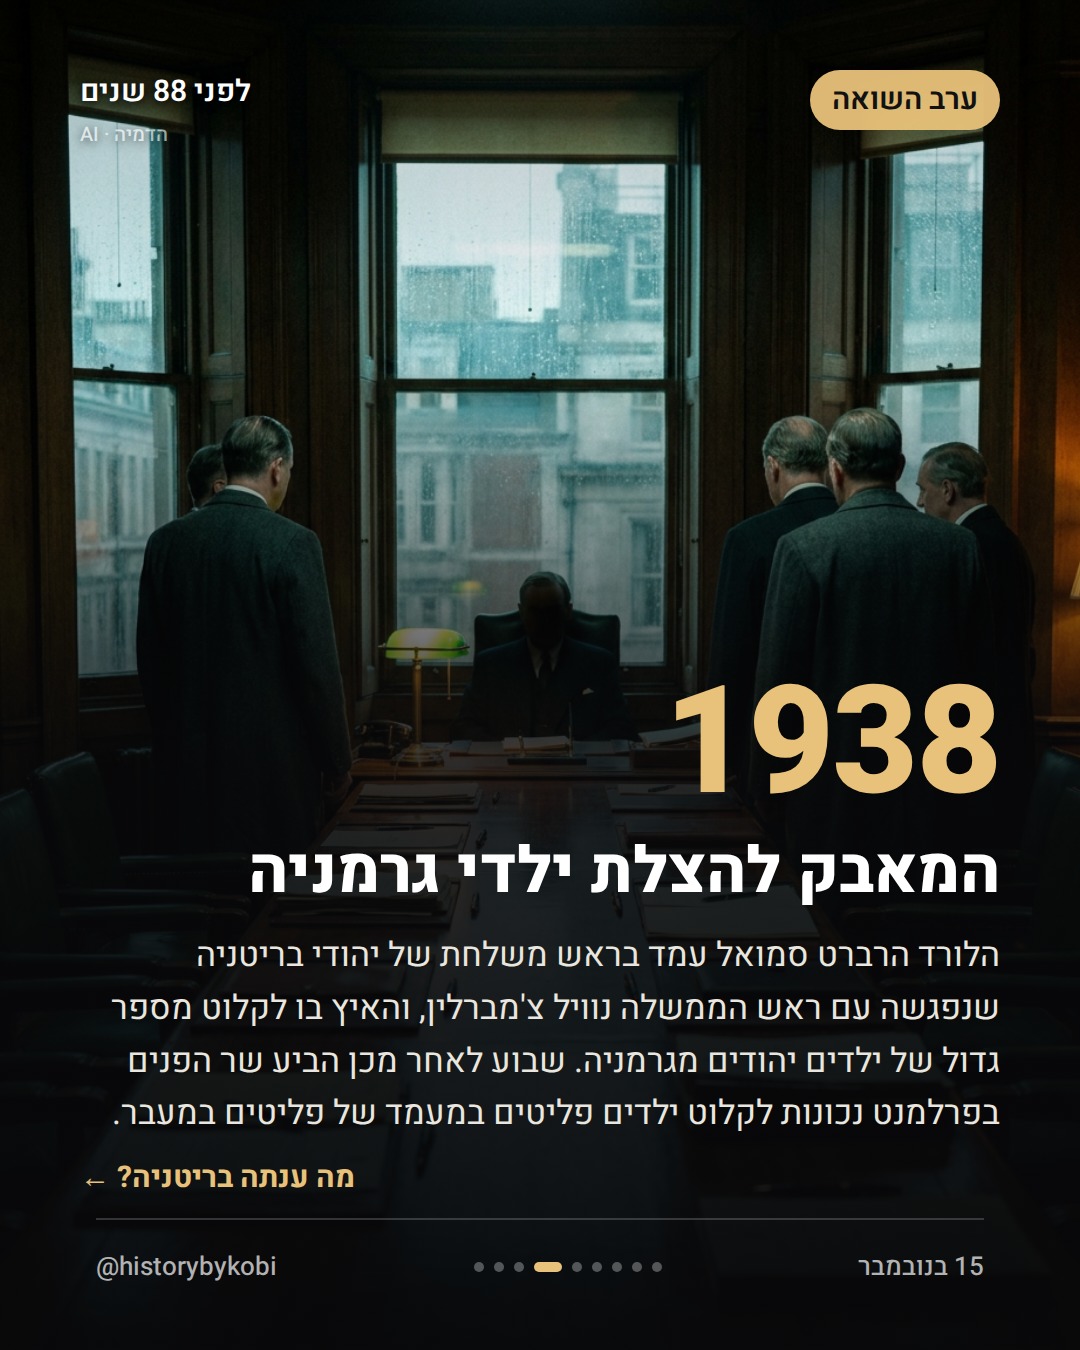 ערב השואה
לפני 88 שנים
הדמיה · AI
1938
המאבק להצלת ילדי גרמניה
הלורד הרברט סמואל עמד בראש משלחת של יהודי בריטניה
שנפגשה עם ראש הממשלה נוויל צ'מברלין, והאיץ בו לקלוט מספר
גדול של ילדים יהודים מגרמניה. שבוע לאחר מכן הביע שר הפנים
בפרלמנט נכונות לקלוט ילדים פליטים במעמד של פליטים במעבר.
מה ענתה בריטניה? ←
15 בנובמבר
@historybykobi